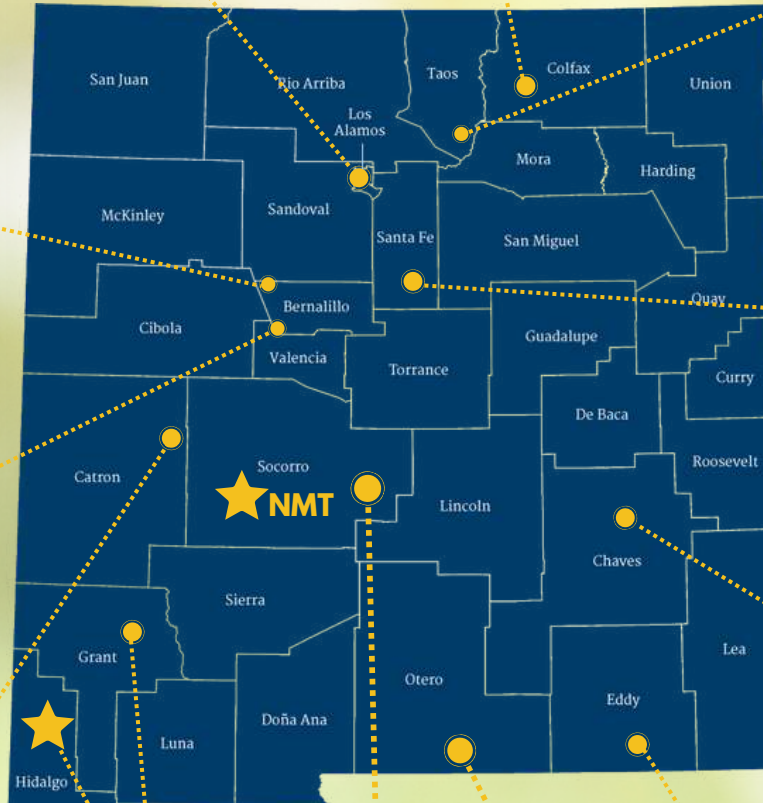 San Juan
Rio Arriba
Taos
Colfax
Union
Los
Alamos
Mora
Harding
McKinley
Sandoval
Santa Fe
San Miguel
Quay
Bernalillo
Cibola
Valencia
Torrance
Guadalupe
Curry
De Baca
Catron
Socorro
NMT
Lincoln
Roosevelt
Chaves
Sierra
Grant
Otero
Lea
Eddy
Luna
Doña Ana
Hidalgo